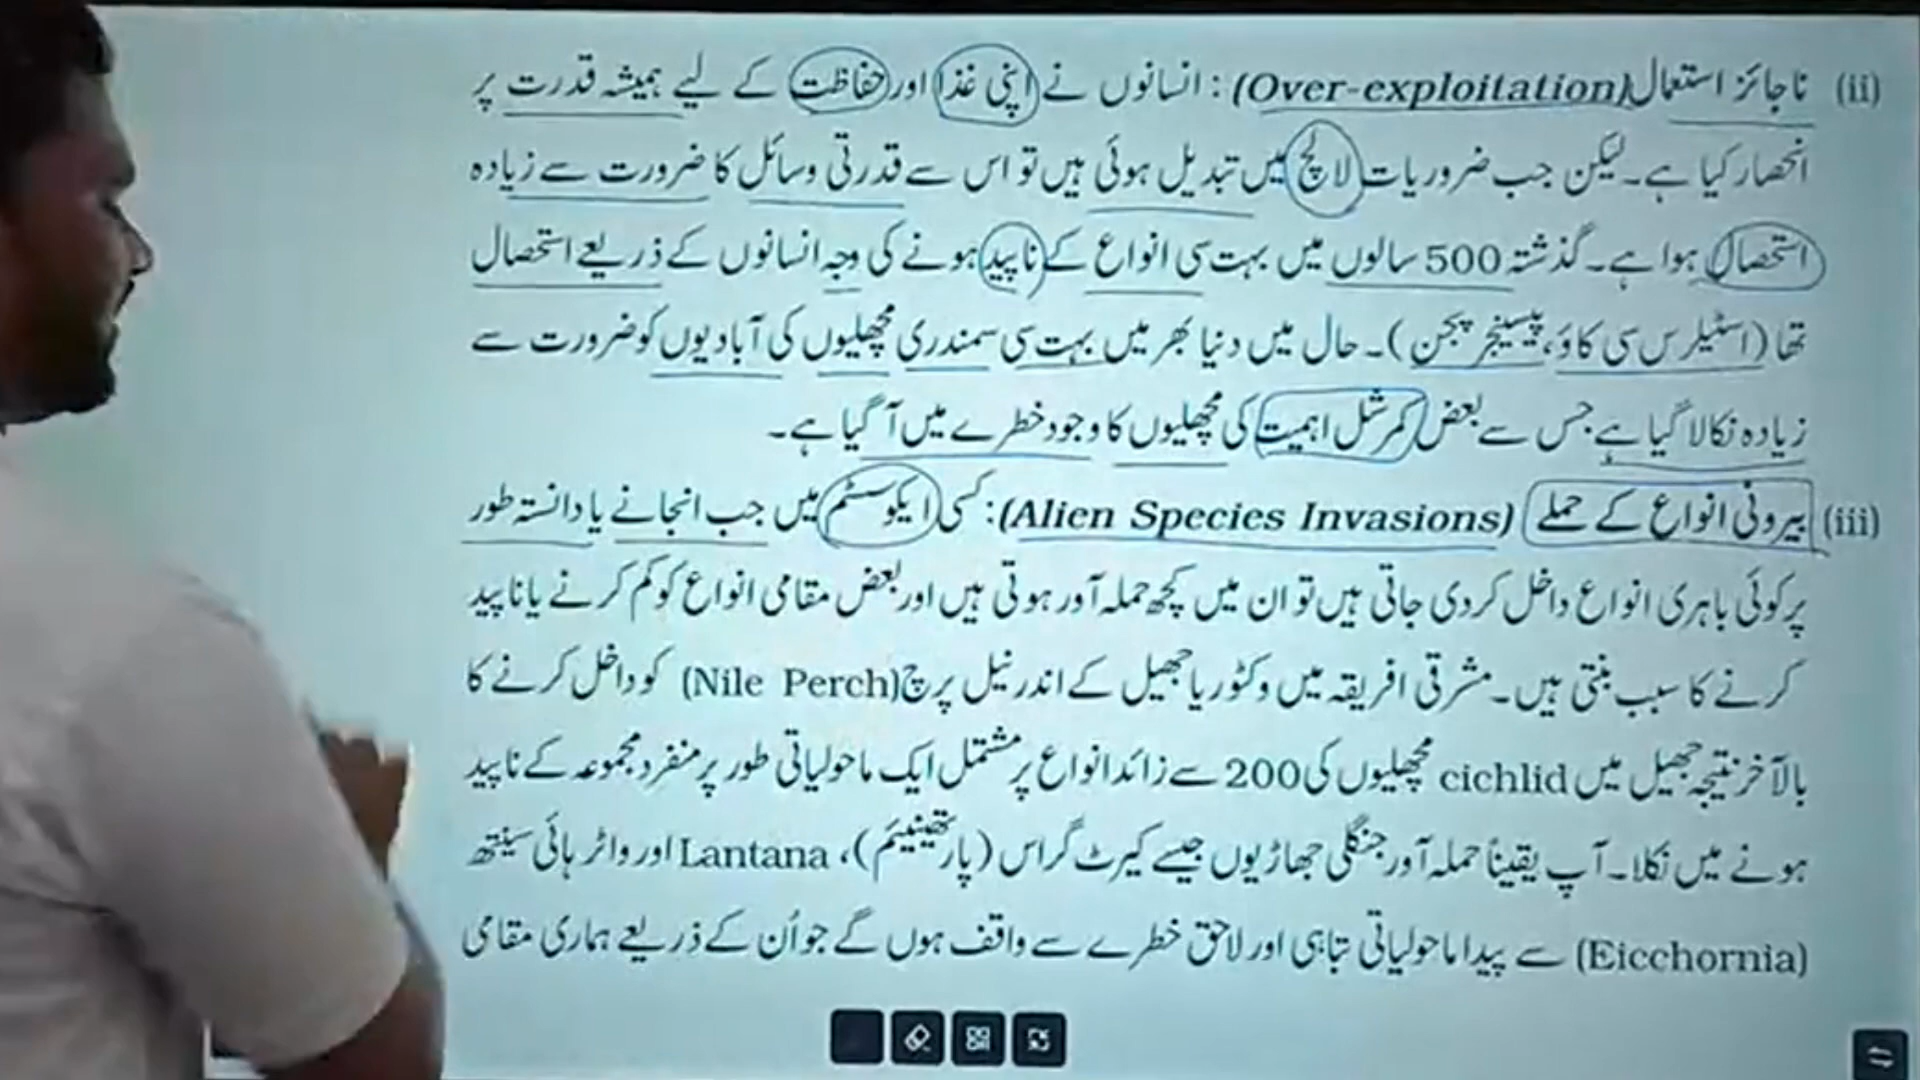 (ii) ناجائز استعمال (Over-exploitation) : انسانوں نے اپنی غذا اور حفاظت کے لیے ہمیشہ قدرت پر
انحصار کیا ہے۔ لیکن جب ضروریات لالچ میں تبدیل ہوئی ہیں تو اس سے قدرتی وسائل کا ضرورت سے زیادہ
استحصال ہوا ہے۔ گذشتہ 500 سالوں میں بہت سی انواع کے ناپید ہونے کی وجہ انسانوں کے ذریعے استحصال
تھا (اسٹیلرس سی کاؤ، پیسینجر پجن)۔ حال میں دنیا بھر میں بہت سی سمندری مچھلیوں کی آبادیوں کو ضرورت سے
زیادہ نکالا گیا ہے جس سے بعض کمرشل اہمیت کی مچھلیوں کا وجود خطرے میں آ گیا ہے۔
(iii) بیرونی انواع کے حملے (Alien Species Invasions): کسی ایکوسسٹم میں جب انجانے یا دانستہ طور
پر کوئی باہری انواع داخل کر دی جاتی ہیں تو ان میں کچھ حملہ آور ہوتی ہیں اور بعض مقامی انواع کو کم کرنے یا ناپید
کرنے کا سبب بنتی ہیں۔ مشرقی افریقہ میں وکٹوریا جھیل کے اندر نیل پرچ (Nile Perch) کو داخل کرنے کا
بالآخر نتیجہ جھیل میں cichlid مچھلیوں کی 200 سے زائد انواع پر مشتمل ایک ماحولیاتی طور پر منفرد مجموعہ کے ناپید
ہونے میں نکلا۔ آپ یقیناً حملہ آور جنگلی جھاڑیوں جیسے کیرٹ گراس (پارتھینیئم)، Lantana اور واٹر ہائی سینتھ
(Eicchornia) سے پیدا ماحولیاتی تباہی اور لاحق خطرے سے واقف ہوں گے جو اُن کے ذریعے ہماری مقامی